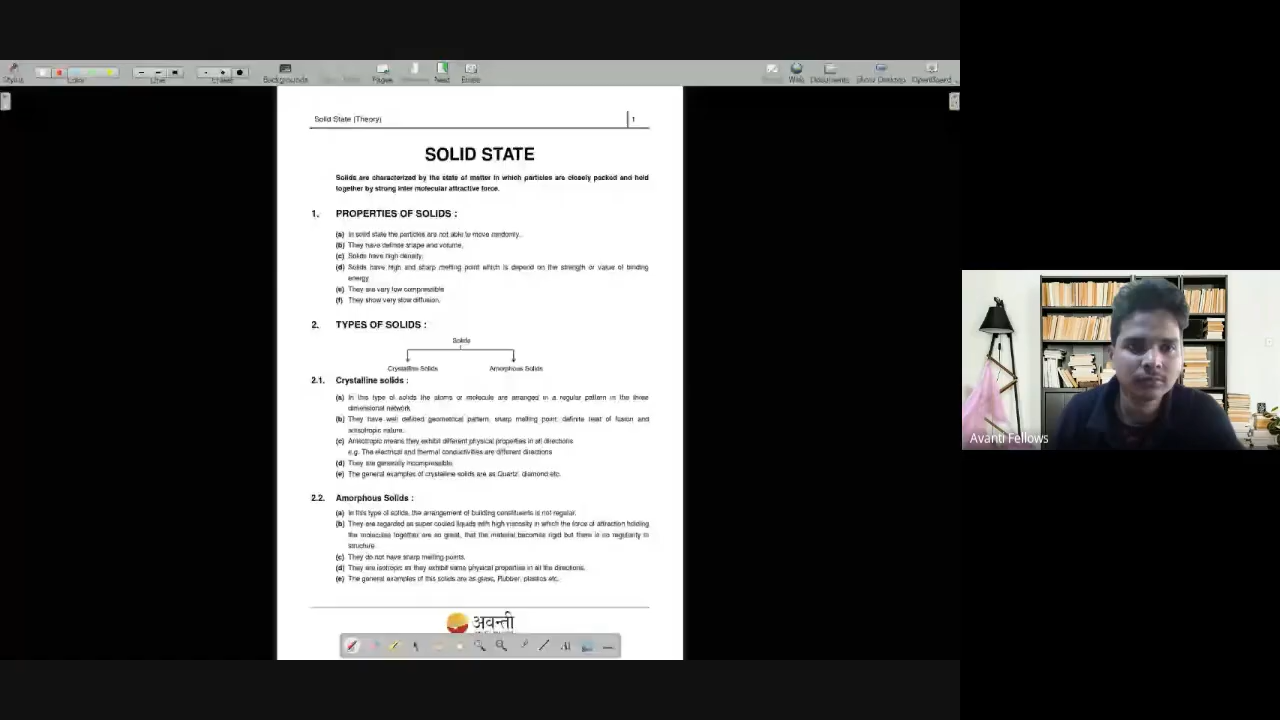 Stylus
Color
Line
Eraser
Backgrounds
Pages
Next
Erase
Web
Documents
Show Desktop
OpenBoard
Solid State (Theory)
1
SOLID STATE
Solids are characterized by the state of matter in which particles are closely packed and held
together by strong inter molecular attractive force.
1. PROPERTIES OF SOLIDS :
(a) In solid state the particles are not able to move randomly.
(b) They have definite shape and volume.
(c) Solids have high density.
(d) Solids have high and sharp melting point which is depend on the strength or value of binding
energy.
(e) They are very low compressible
(f) They show very slow diffusion.
2. TYPES OF SOLIDS :
Solids
Crystalline Solids Amorphous Solids
2.1. Crystalline solids :
(a) In this type of solids the atoms or molecule are arranged in a regular pattern in the three
dimensional network.
(b) They have well defined geometrical pattern, sharp melting point, definite heat of fusion and
anisotropic nature.
(c) Anisotropic means they exhibit different physical properties in all directions
e.g. The electrical and thermal conductivities are different directions
(d) They are generally incompressible.
(e) The general examples of crystalline solids are as Quartz, diamond etc.
2.2. Amorphous Solids :
(a) In this type of solids, the arrangement of building constituents is not regular.
(b) They are regarded as super cooled liquids with high viscosity in which the force of attraction holding
the molecules together are so great, that the material becomes rigid but there is no regularity in
structure.
(c) They do not have sharp melting points.
(d) They are isotropic as they exhibit same physical properties in all the directions.
(e) The general examples of this solids are as glass, Rubber, plastics etc.
अवन्ती
Avanti Fellows